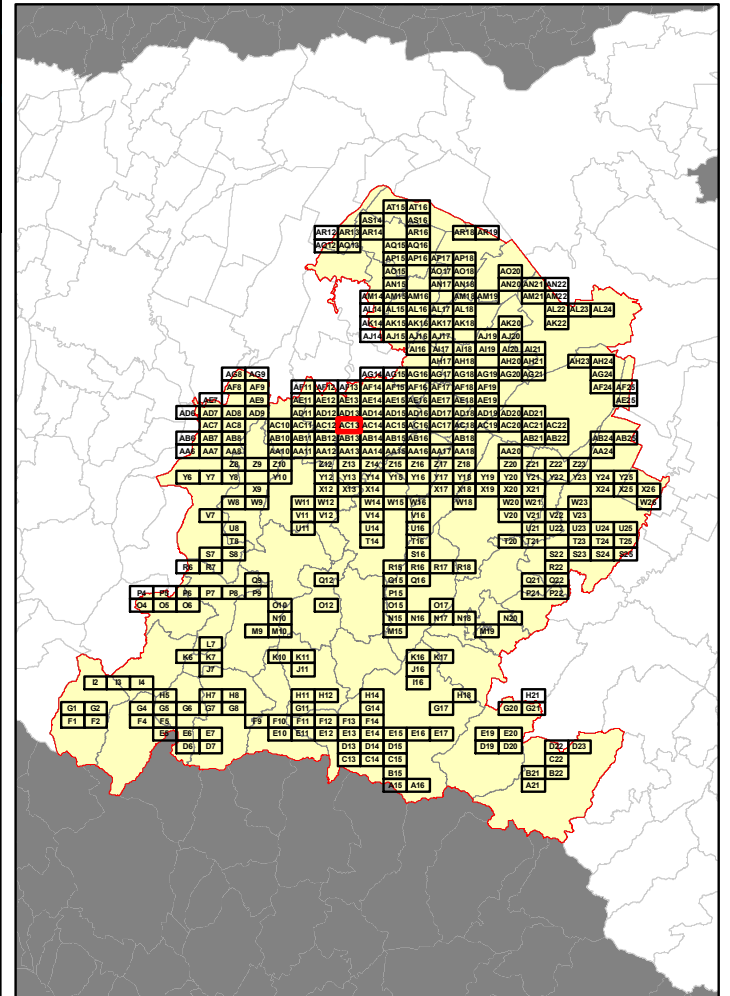 AT15 AT16
AS14 AS16
AR12 AR13 AR14 AR16 AR18 AR19
AQ12 AQ13 AQ15 AQ16
AP15 AP16 AP17 AP18
AO15 AO17 AO18 AO20
AN15 AN17 AN18 AN20 AN21 AN22
AM14 AM15 AM16 AM18 AM19 AM21 AM22
AL14 AL15 AL16 AL17 AL18 AL22 AL23 AL24
AK14 AK15 AK16 AK17 AK18 AK20 AK22
AJ14 AJ15 AJ16 AJ17 AJ19 AJ20
AI16 AI17 AI18 AI19 AI20 AI21
AH17 AH18 AH20 AH21 AH23 AH24
AG8 AG9 AG14 AG15 AG16 AG17 AG18 AG19 AG20 AG21 AG24
AF8 AF9 AF11 AF12 AF13 AF14 AF15 AF16 AF17 AF18 AF19 AF24 AF25
AE7 AE9 AE11 AE12 AE13 AE14 AE15 AE16 AE17 AE18 AE19 AE25
AD6 AD7 AD8 AD9 AD11 AD12 AD13 AD14 AD15 AD16 AD17 AD18 AD19 AD20 AD21
AC7 AC8 AC10 AC11 AC12 AC13 AC14 AC15 AC16 AC17 AC18 AC19 AC20 AC21 AC22
AB6 AB7 AB8 AB10 AB11 AB12 AB13 AB14 AB15 AB16 AB18 AB21 AB22 AB24 AB25
AA6 AA7 AA8 AA10 AA11 AA12 AA13 AA14 AA15 AA16 AA17 AA18 AA20 AA24
Z8 Z9 Z10 Z12 Z13 Z14 Z15 Z16 Z17 Z18 Z20 Z21 Z22 Z23
Y6 Y7 Y8 Y10 Y12 Y13 Y14 Y15 Y16 Y17 Y18 Y19 Y20 Y21 Y22 Y23 Y24 Y25
X9 X12 X13 X14 X17 X18 X19 X20 X21 X24 X25 X26
W8 W9 W11 W12 W14 W15 W16 W18 W20 W21 W23 W26
V7 V11 V12 V14 V16 V20 V21 V22 V23
U8 U11 U14 U16 U21 U22 U23 U24 U25
T8 T14 T16 T20 T21 T23 T24 T25
S7 S8 S16 S22 S23 S24 S25
R6 R7 R15 R16 R17 R18 R22
Q9 Q12 Q15 Q16 Q21 Q22
P4 P5 P6 P7 P8 P9 P15 P21 P22
O4 O5 O6 O10 O12 O15 O17
N10 N15 N16 N17 N18 N20
M9 M10 M15 M19
L7
K6 K7 K10 K11 K16 K17
J7 J11 J16
I2 I3 I4 I16
H5 H7 H8 H11 H12 H14 H18 H21
G1 G2 G4 G5 G6 G7 G8 G11 G14 G17 G20 G21
F1 F2 F4 F5 F9 F10 F11 F12 F13 F14
E5 E6 E7 E10 E11 E12 E13 E14 E15 E16 E17 E19 E20
D6 D7 D13 D14 D15 D19 D20 D22 D23
C13 C14 C15 C22
B15 B21 B22
A15 A16 A21